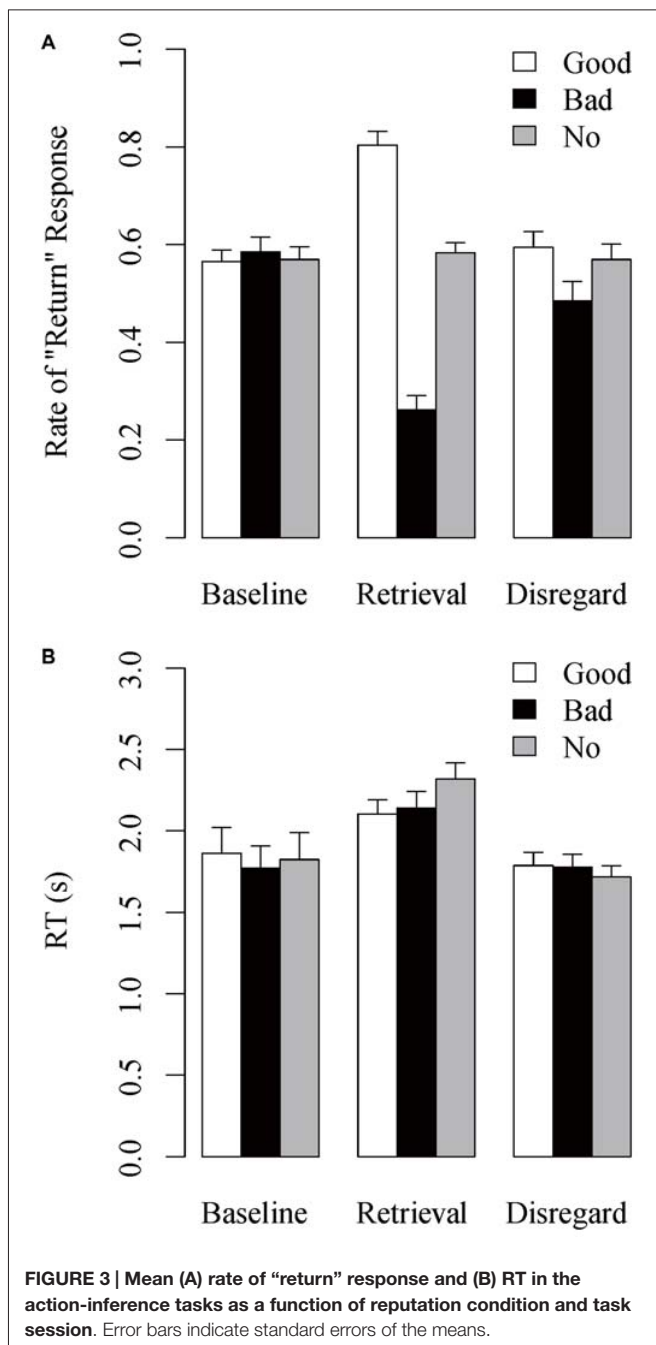 A
Good
Bad
No
Rate of "Return" Response
1.0
0.8
0.6
0.4
0.2
0.0
Baseline Retrieval Disregard
B
Good
Bad
No
RT (s)
3.0
2.5
2.0
1.5
1.0
0.5
0.0
Baseline Retrieval Disregard
FIGURE 3 | Mean (A) rate of “return” response and (B) RT in the
action-inference tasks as a function of reputation condition and task
session. Error bars indicate standard errors of the means.